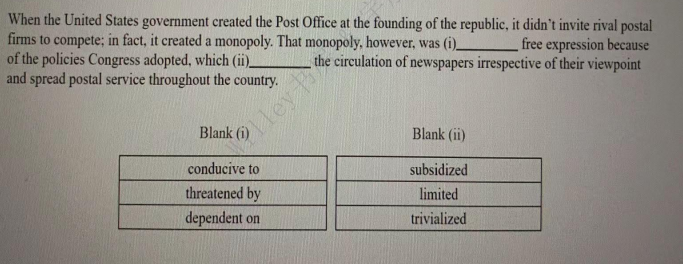 When the United States government created the Post Office at the founding of the republic, it didn't invite rival postal
firms to compete; in fact, it created a monopoly. That monopoly, however, was (i)________ free expression because
of the policies Congress adopted, which (ii)________ the circulation of newspapers irrespective of their viewpoint
and spread postal service throughout the country.
Blank (i) Blank (ii)
conducive to subsidized
threatened by limited
dependent on trivialized